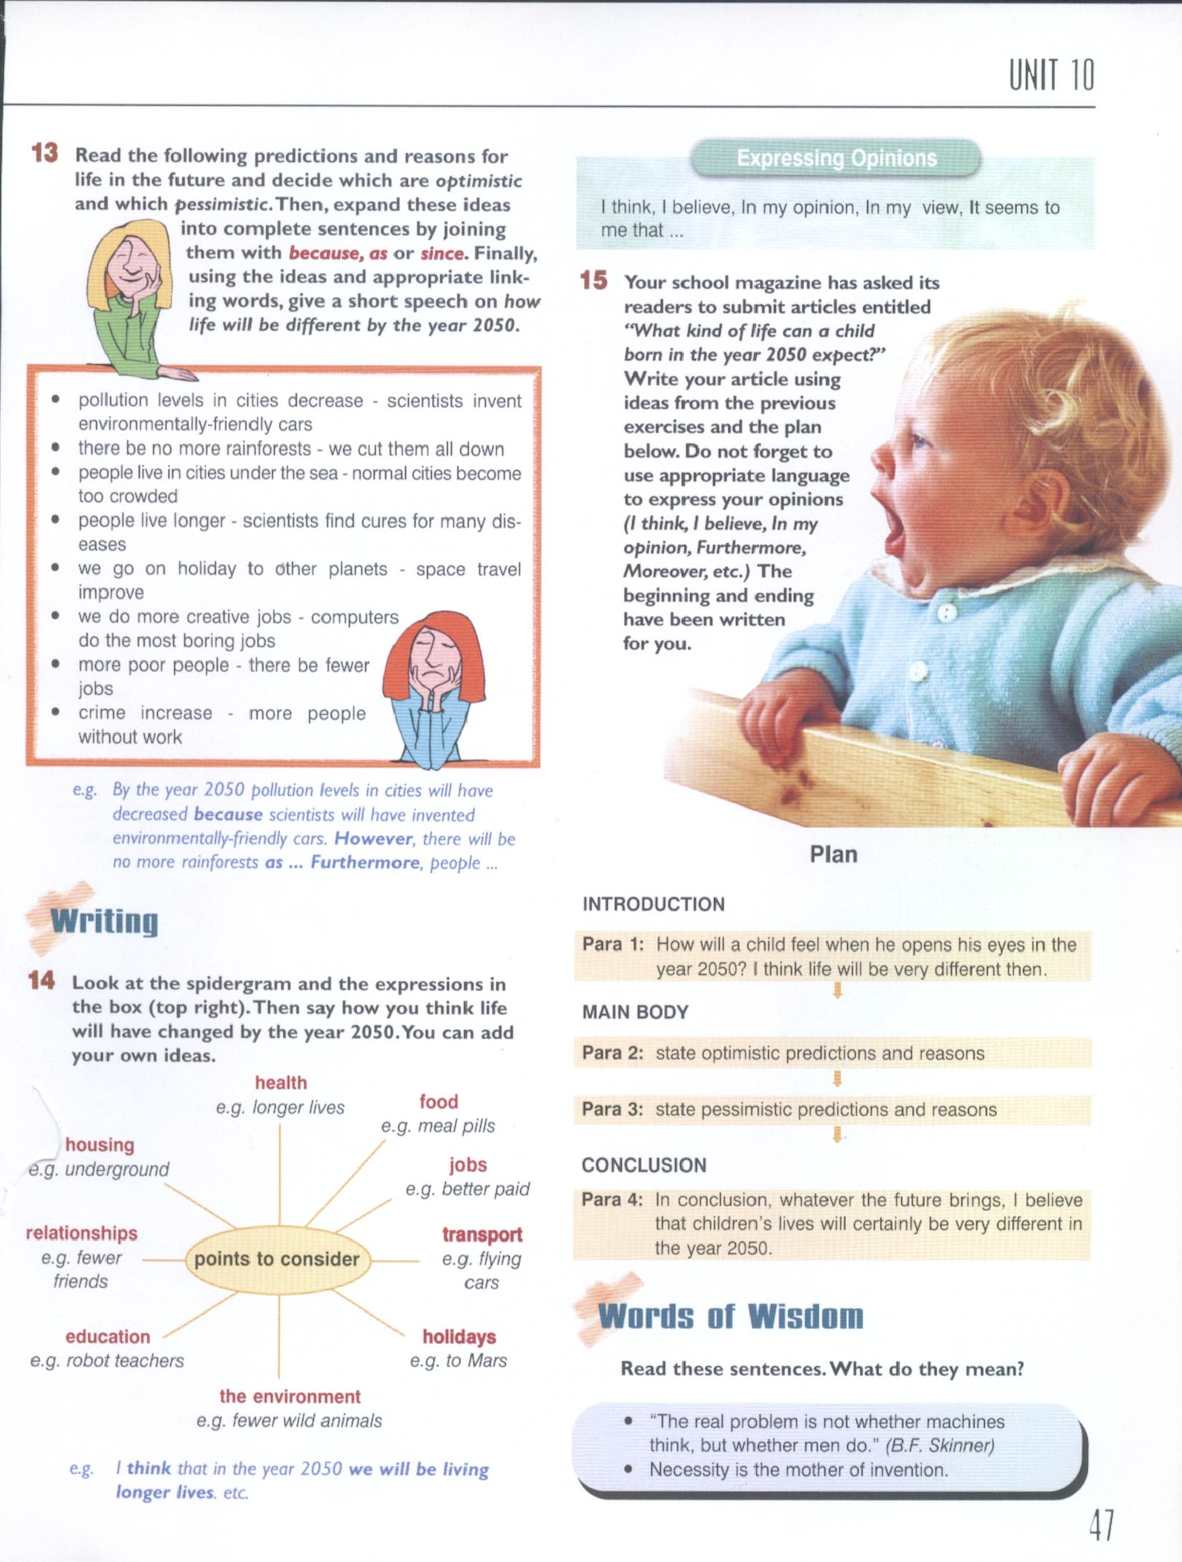 UNIT 10
13 Read the following predictions and reasons for
life in the future and decide which are optimistic
and which pessimistic. Then, expand these ideas
into complete sentences by joining
them with because, as or since. Finally,
using the ideas and appropriate link-
ing words, give a short speech on how
life will be different by the year 2050.
• pollution levels in cities decrease - scientists invent
environmentally-friendly cars
• there be no more rainforests - we cut them all down
• people live in cities under the sea - normal cities become
too crowded
• people live longer - scientists find cures for many dis-
eases
• we go on holiday to other planets - space travel
improve
• we do more creative jobs - computers
do the most boring jobs
• more poor people - there be fewer
jobs
• crime increase - more people
without work
e.g. By the year 2050 pollution levels in cities will have
decreased because scientists will have invented
environmentally-friendly cars. However, there will be
no more rainforests as ... Furthermore, people ...
Writing
14 Look at the spidergram and the expressions in
the box (top right). Then say how you think life
will have changed by the year 2050. You can add
your own ideas.
health
e.g. longer lives
food
e.g. meal pills
housing
e.g. underground
jobs
e.g. better paid
relationships
e.g. fewer
friends
points to consider
transport
e.g. flying
cars
education
e.g. robot teachers
holidays
e.g. to Mars
the environment
e.g. fewer wild animals
e.g. I think that in the year 2050 we will be living
longer lives. etc.
Expressing Opinions
I think, I believe, In my opinion, In my view, It seems to
me that ...
15 Your school magazine has asked its
readers to submit articles entitled
“What kind of life can a child
born in the year 2050 expect?”
Write your article using
ideas from the previous
exercises and the plan
below. Do not forget to
use appropriate language
to express your opinions
(I think, I believe, In my
opinion, Furthermore,
Moreover, etc.) The
beginning and ending
have been written
for you.
Plan
INTRODUCTION
Para 1: How will a child feel when he opens his eyes in the
year 2050? I think life will be very different then.
MAIN BODY
Para 2: state optimistic predictions and reasons
Para 3: state pessimistic predictions and reasons
CONCLUSION
Para 4: In conclusion, whatever the future brings, I believe
that children's lives will certainly be very different in
the year 2050.
Words of Wisdom
Read these sentences. What do they mean?
• “The real problem is not whether machines
think, but whether men do.” (B.F. Skinner)
• Necessity is the mother of invention.
47